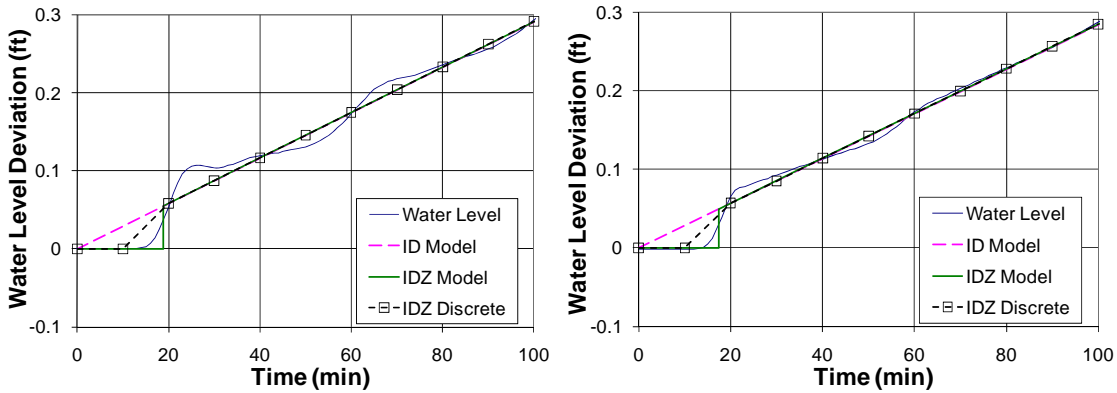 Water Level Deviation (ft)
0.3
0.2
0.1
0
-0.1
0
20
40
60
80
100
Time (min)
Water Level
ID Model
IDZ Model
IDZ Discrete
Water Level Deviation (ft)
0.3
0.2
0.1
0
-0.1
0
20
40
60
80
100
Time (min)
Water Level
ID Model
IDZ Model
IDZ Discrete